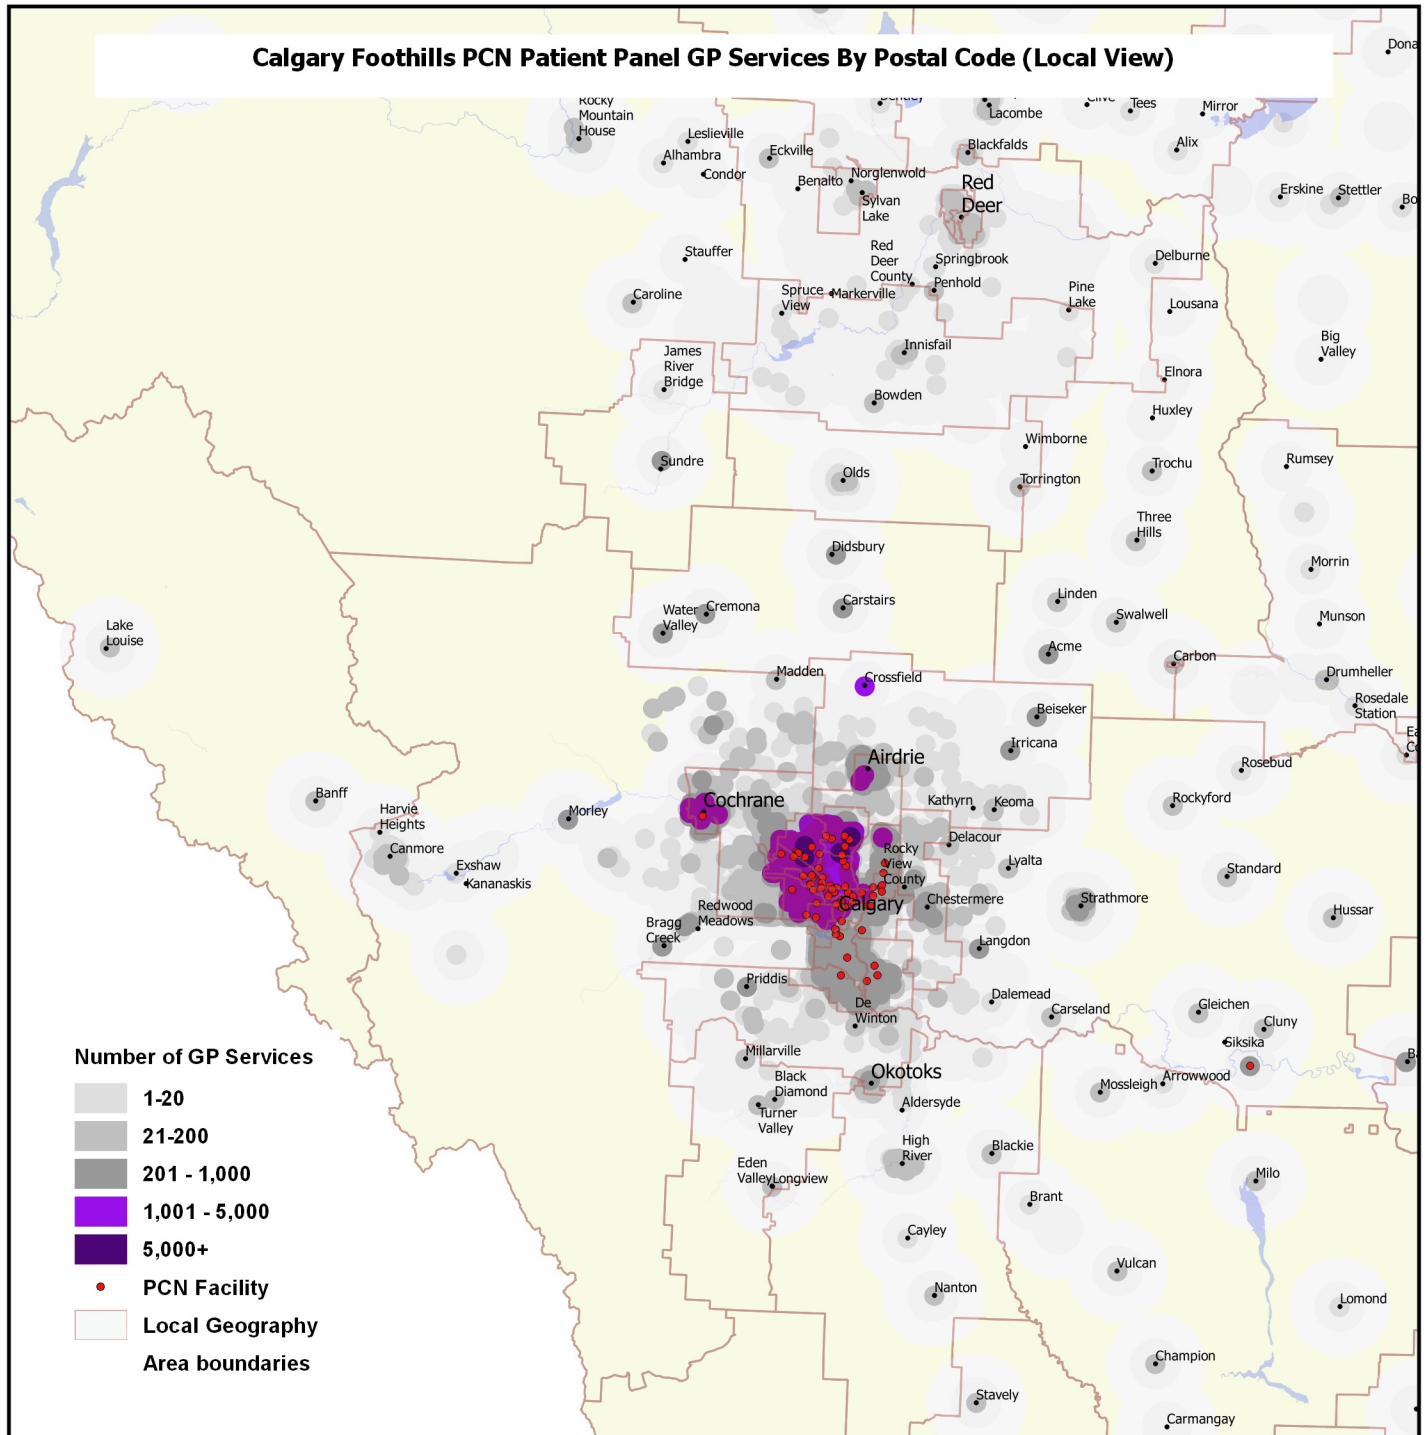 Calgary Foothills PCN Patient Panel GP Services By Postal Code (Local View)
Rocky
Mountain
House
Leslieville
Alhambra
Condor
Eckville
Benalto
Norglenwold
Sylvan
Lake
Bentley
Lacombe
Blackfalds
Clive
Tees
Mirror
Alix
Red
Deer
Erskine
Stettler
Stauffer
Caroline
Red
Deer
County
Springbrook
Penhold
Spruce
View
Markerville
Pine
Lake
Delburne
Lousana
Big
Valley
James
River
Bridge
Innisfail
Bowden
Elnora
Huxley
Sundre
Olds
Wimborne
Torrington
Trochu
Rumsey
Three
Hills
Didsbury
Morrin
Water
Valley
Cremona
Carstairs
Linden
Swalwell
Munson
Lake
Louise
Acme
Carbon
Madden
Crossfield
Drumheller
Rosedale
Station
Beiseker
Irricana
Airdrie
Rosebud
Banff
Harvie
Heights
Canmore
Morley
Cochrane
Kathyrn
Keoma
Rockyford
Exshaw
Kananaskis
Rocky
View
County
Delacour
Lyalta
Standard
Calgary
Chestermere
Strathmore
Hussar
Redwood
Meadows
Bragg
Creek
Langdon
Priddis
De
Winton
Dalemead
Carseland
Gleichen
Cluny
Siksika
Millarville
Black
Diamond
Turner
Valley
Okotoks
Aldersyde
Mossleigh
Arrowwood
High
River
Blackie
Eden
Valley
Longview
Milo
Brant
Cayley
Vulcan
Nanton
Lomond
Champion
Stavely
Carmangay
Number of GP Services
1-20
21-200
201 - 1,000
1,001 - 5,000
5,000+
PCN Facility
Local Geography
Area boundaries